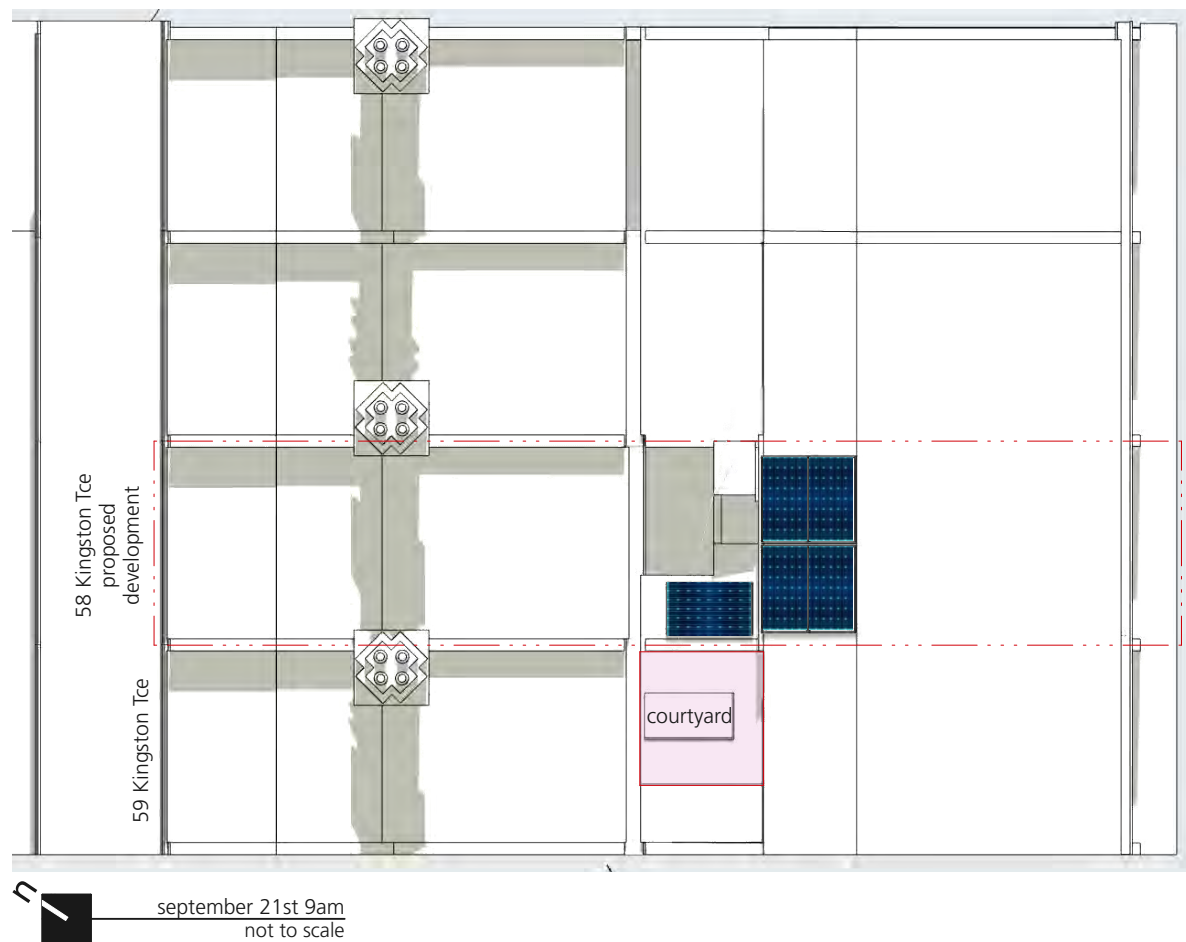 58 Kingston Tce
proposed
development
59 Kingston Tce
courtyard
n
september 21st 9am
not to scale